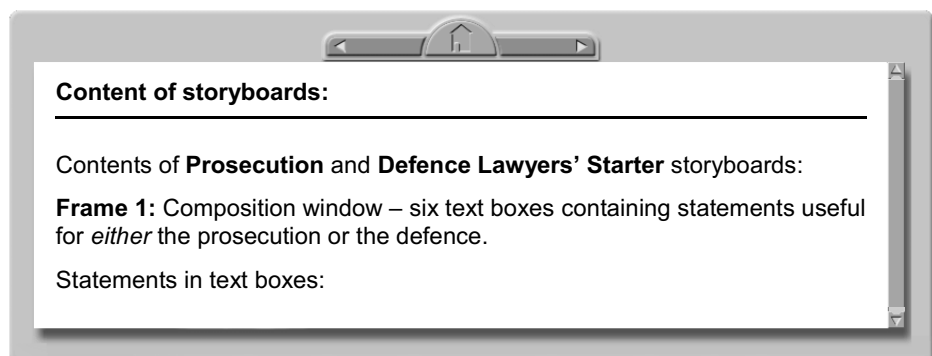 Content of storyboards:
Contents of Prosecution and Defence Lawyers’ Starter storyboards:
Frame 1: Composition window – six text boxes containing statements useful
for either the prosecution or the defence.
Statements in text boxes: